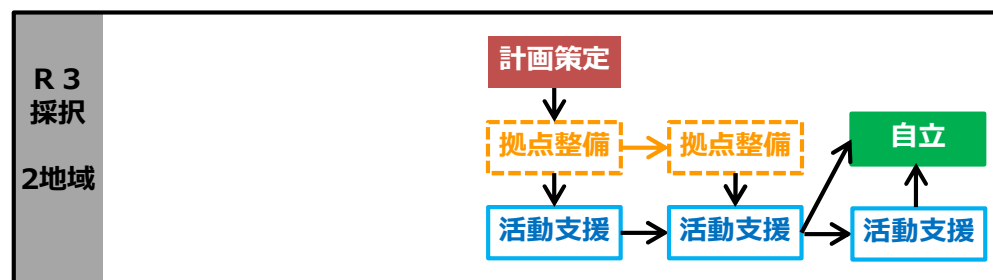 R３
採択
2地域
計画策定
拠点整備 拠点整備 自立
活動支援 活動支援 活動支援